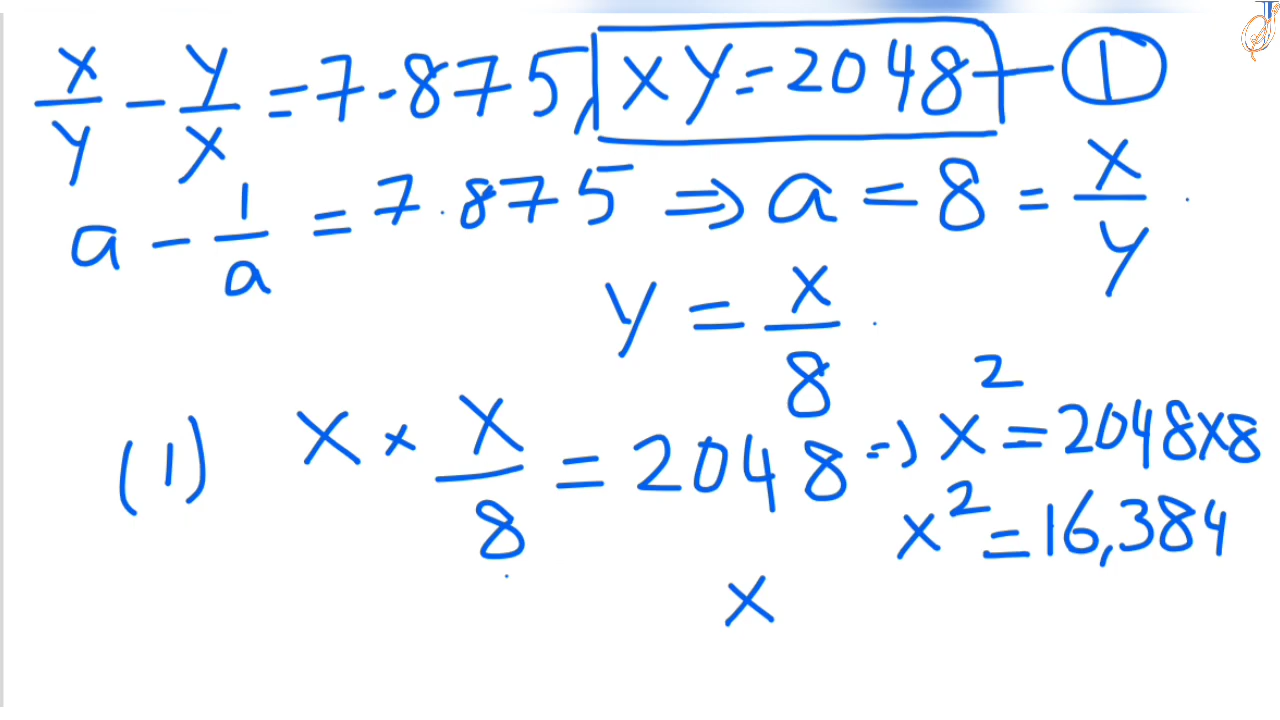 x/y - y/x = 7.875, xy = 2048 — ①
a - 1/a = 7.875 ⇒ a = 8 = x/y
y = x/8
(1) x × x/8 = 2048 ⇒ x² = 2048×8
x² = 16,384
x